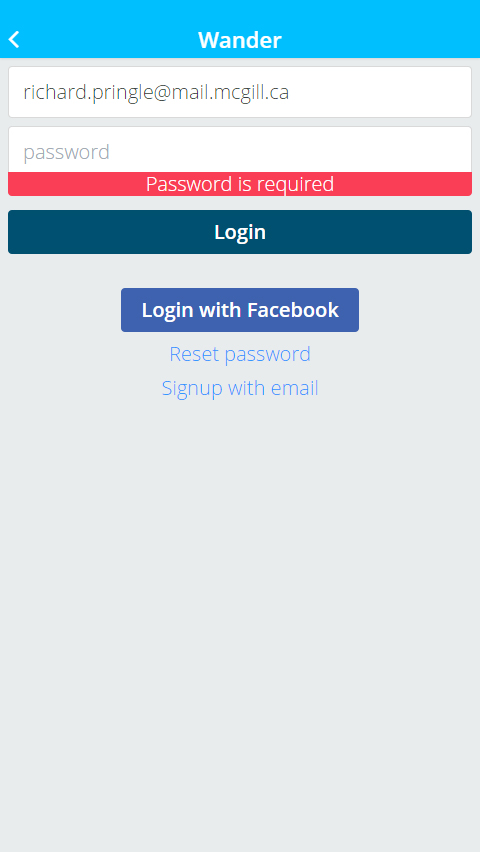 Wander
richard.pringle@mail.mcgill.ca
password
Password is required
Login
Login with Facebook
Reset password
Signup with email